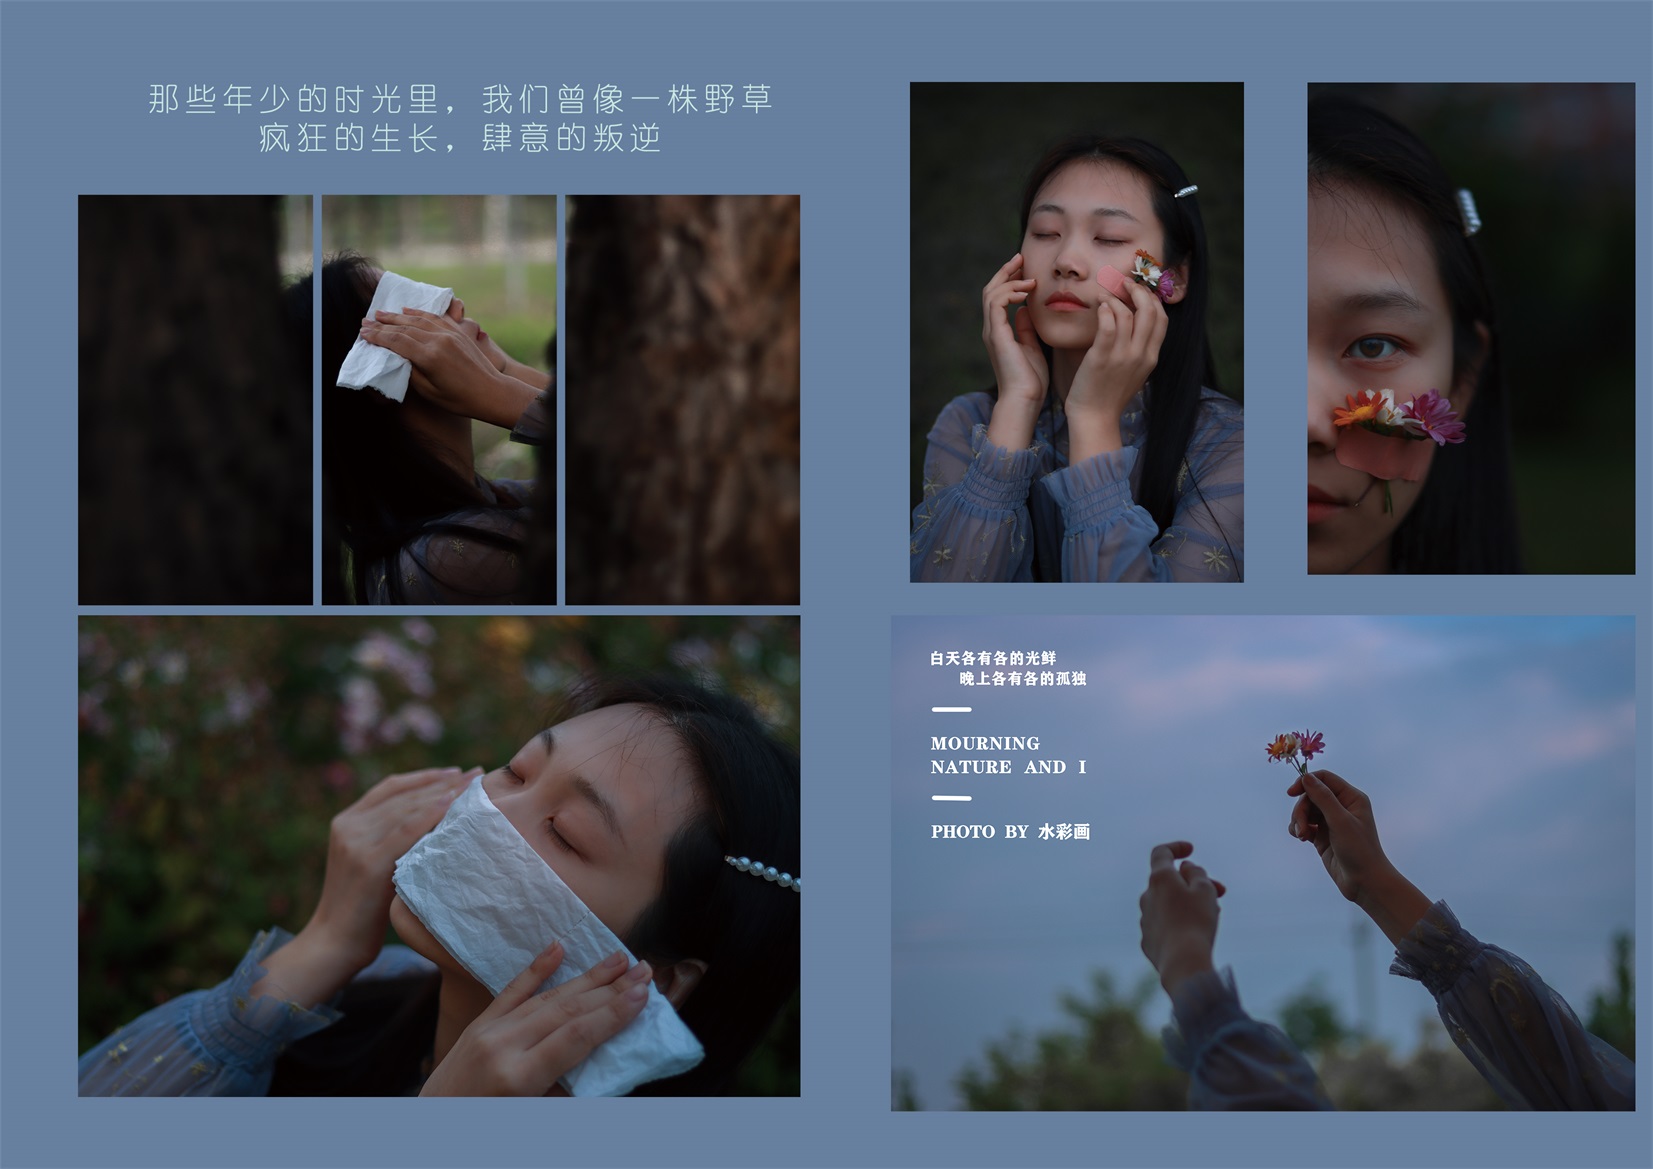 那些年少的时光里，我们曾像一株野草
疯狂的生长，肆意的叛逆
白天各有各的光鲜
晚上各有各的孤独
MOURNING
NATURE AND I
PHOTO BY 水彩画